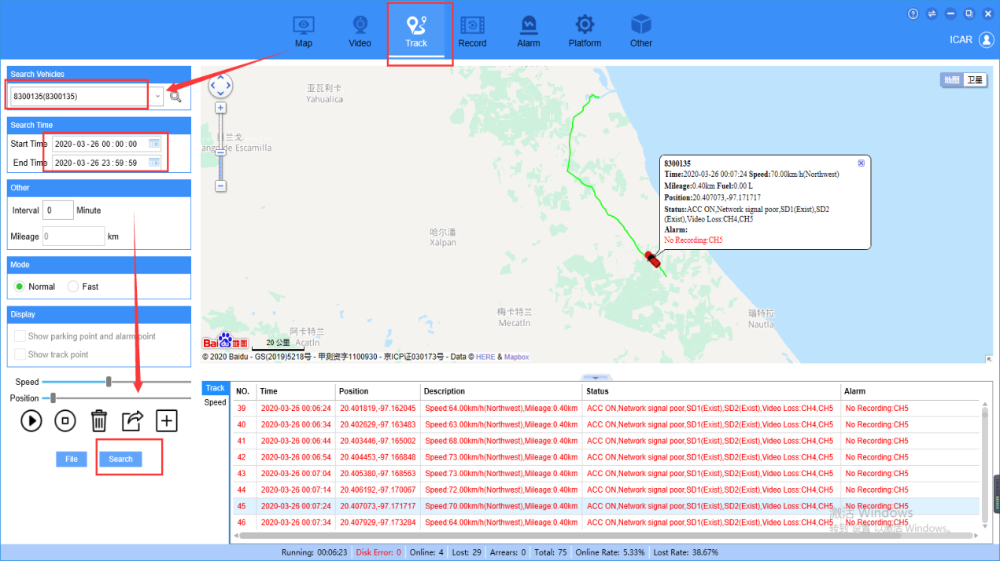 Map Video Track Record Alarm Platform Other
ICAR
Search Vehicles
8300135(8300135)
Search Time
Start Time 2020-03-26 00:00:00
End Time 2020-03-26 23:59:59
Other
Interval 0 Minute
Mileage 0 km
Mode
Normal Fast
Display
Show parking point and alarm point
Show track point
Speed
Position
File Search
地图 卫星
亚瓦利卡
Yahualica
ango de Escamilla
哈尔潘
Xalpan
梅卡特兰
Mecatln
阿卡特兰
Acatln
瑞特拉
Nautla
8300135
Time:2020-03-26 00:07:24 Speed:70.00km/h(Northwest)
Mileage:0.40km Fuel:0.00 L
Position:20.407073,-97.171717
Status:ACC ON,Network signal poor,SD1(Exist),SD2
(Exist),Video Loss:CH4,CH5
Alarm:
No Recording:CH5
Bai du 地图
20 公里
© 2020 Baidu - GS(2019)5218号 - 甲测资字1100930 - 京ICP证030173号 - Data © HERE & Mapbox
Track
Speed
NO. Time Position Description Status Alarm
39 2020-03-26 00:06:24 20.401819,-97.162045 Speed:64.00km/h(Northwest),Mileage:0.40km ACC ON,Network signal poor,SD1(Exist),SD2(Exist),Video Loss:CH4,CH5 No Recording:CH5
40 2020-03-26 00:06:34 20.402629,-97.163483 Speed:63.00km/h(Northwest),Mileage:0.40km ACC ON,Network signal poor,SD1(Exist),SD2(Exist),Video Loss:CH4,CH5 No Recording:CH5
41 2020-03-26 00:06:44 20.403446,-97.165002 Speed:68.00km/h(Northwest),Mileage:0.40km ACC ON,Network signal poor,SD1(Exist),SD2(Exist),Video Loss:CH4,CH5 No Recording:CH5
42 2020-03-26 00:06:54 20.404453,-97.166848 Speed:73.00km/h(Northwest),Mileage:0.40km ACC ON,Network signal poor,SD1(Exist),SD2(Exist),Video Loss:CH4,CH5 No Recording:CH5
43 2020-03-26 00:07:04 20.405380,-97.168563 Speed:73.00km/h(Northwest),Mileage:0.40km ACC ON,Network signal poor,SD1(Exist),SD2(Exist),Video Loss:CH4,CH5 No Recording:CH5
44 2020-03-26 00:07:14 20.406192,-97.170067 Speed:72.00km/h(Northwest),Mileage:0.40km ACC ON,Network signal poor,SD1(Exist),SD2(Exist),Video Loss:CH4,CH5 No Recording:CH5
45 2020-03-26 00:07:24 20.407073,-97.171717 Speed:70.00km/h(Northwest),Mileage:0.40km ACC ON,Network signal poor,SD1(Exist),SD2(Exist),Video Loss:CH4,CH5 No Recording:CH5
46 2020-03-26 00:07:34 20.407929,-97.173284 Speed:64.00km/h(Northwest),Mileage:0.40km ACC ON,Network signal poor,SD1(Exist),SD2(Exist),Video Loss:CH4,CH5 No Recording:CH5
激活 Windows
转到"设置"以激活 Windows。
Running: 00:06:23 Disk Error: 0 Online: 4 Lost: 29 Arrears: 0 Total: 75 Online Rate: 5.33% Lost Rate: 38.67%